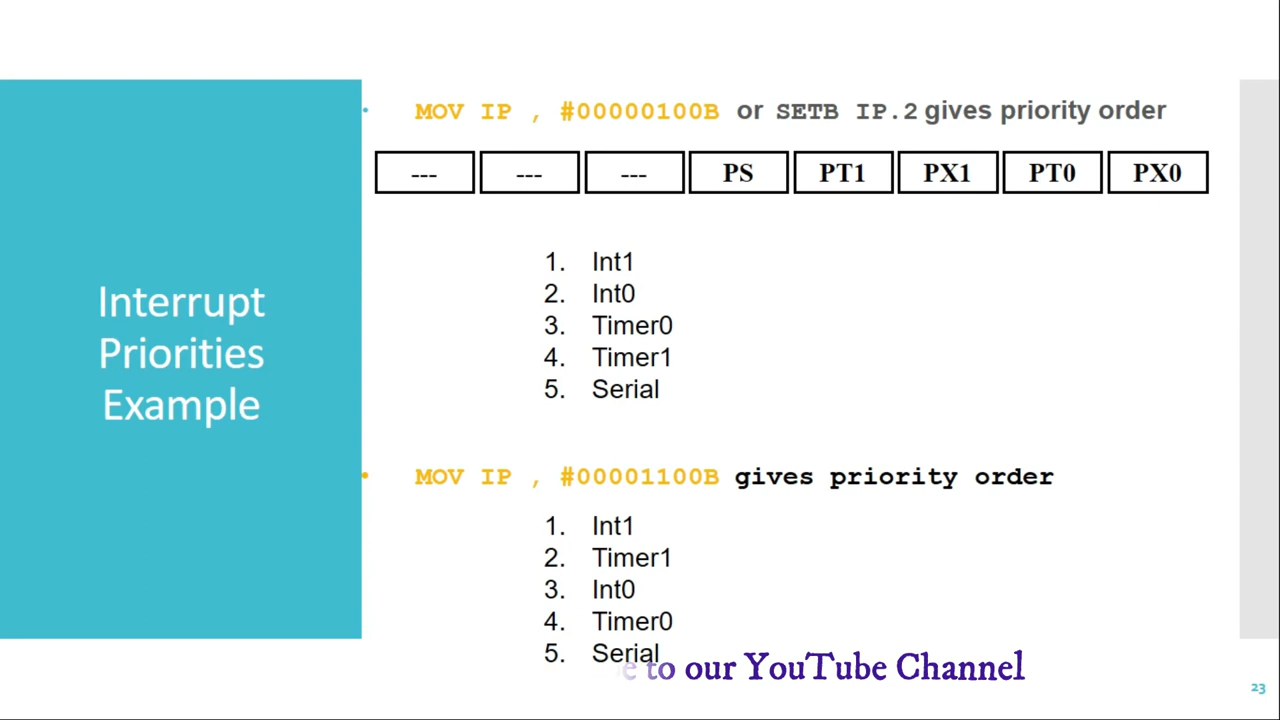 Interrupt
Priorities
Example
• MOV IP , #00000100B or SETB IP.2 gives priority order
--- --- --- PS PT1 PX1 PT0 PX0
1. Int1
2. Int0
3. Timer0
4. Timer1
5. Serial
• MOV IP , #00001100B gives priority order
1. Int1
2. Timer1
3. Int0
4. Timer0
5. Serial
to our YouTube Channel
23